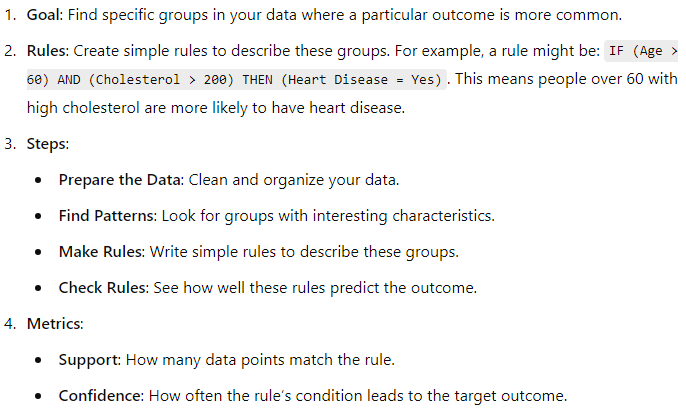 1. Goal: Find specific groups in your data where a particular outcome is more common.
2. Rules: Create simple rules to describe these groups. For example, a rule might be: IF (Age >
60) AND (Cholesterol > 200) THEN (Heart Disease = Yes). This means people over 60 with
high cholesterol are more likely to have heart disease.
3. Steps:
• Prepare the Data: Clean and organize your data.
• Find Patterns: Look for groups with interesting characteristics.
• Make Rules: Write simple rules to describe these groups.
• Check Rules: See how well these rules predict the outcome.
4. Metrics:
• Support: How many data points match the rule.
• Confidence: How often the rule's condition leads to the target outcome.